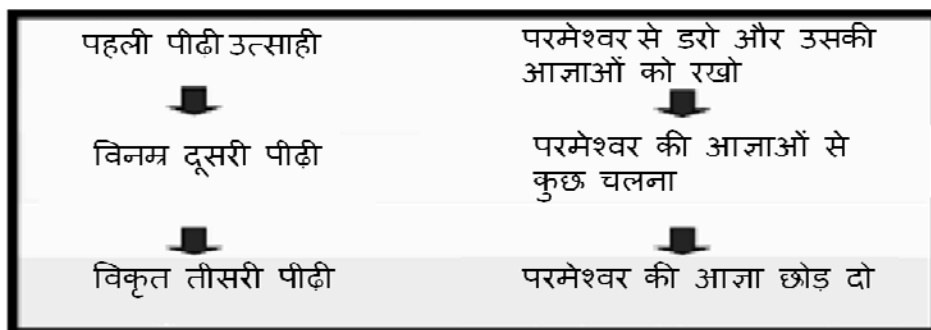 पहली पीढ़ी उत्साही
परमेश्वर से डरो और उसकी
आज्ञाओं को रखो
विनम्र दूसरी पीढ़ी
परमेश्वर की आज्ञाओं से
कुछ चलना
विकृत तीसरी पीढ़ी
परमेश्वर की आज्ञा छोड़ दो